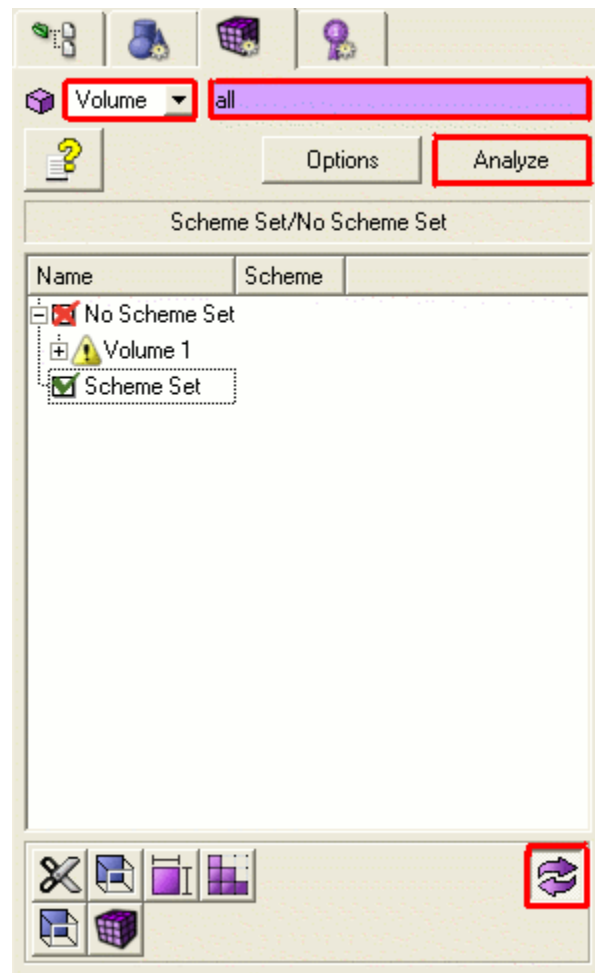 Volume all
Options Analyze
Scheme Set/No Scheme Set
Name Scheme
No Scheme Set
Volume 1
Scheme Set